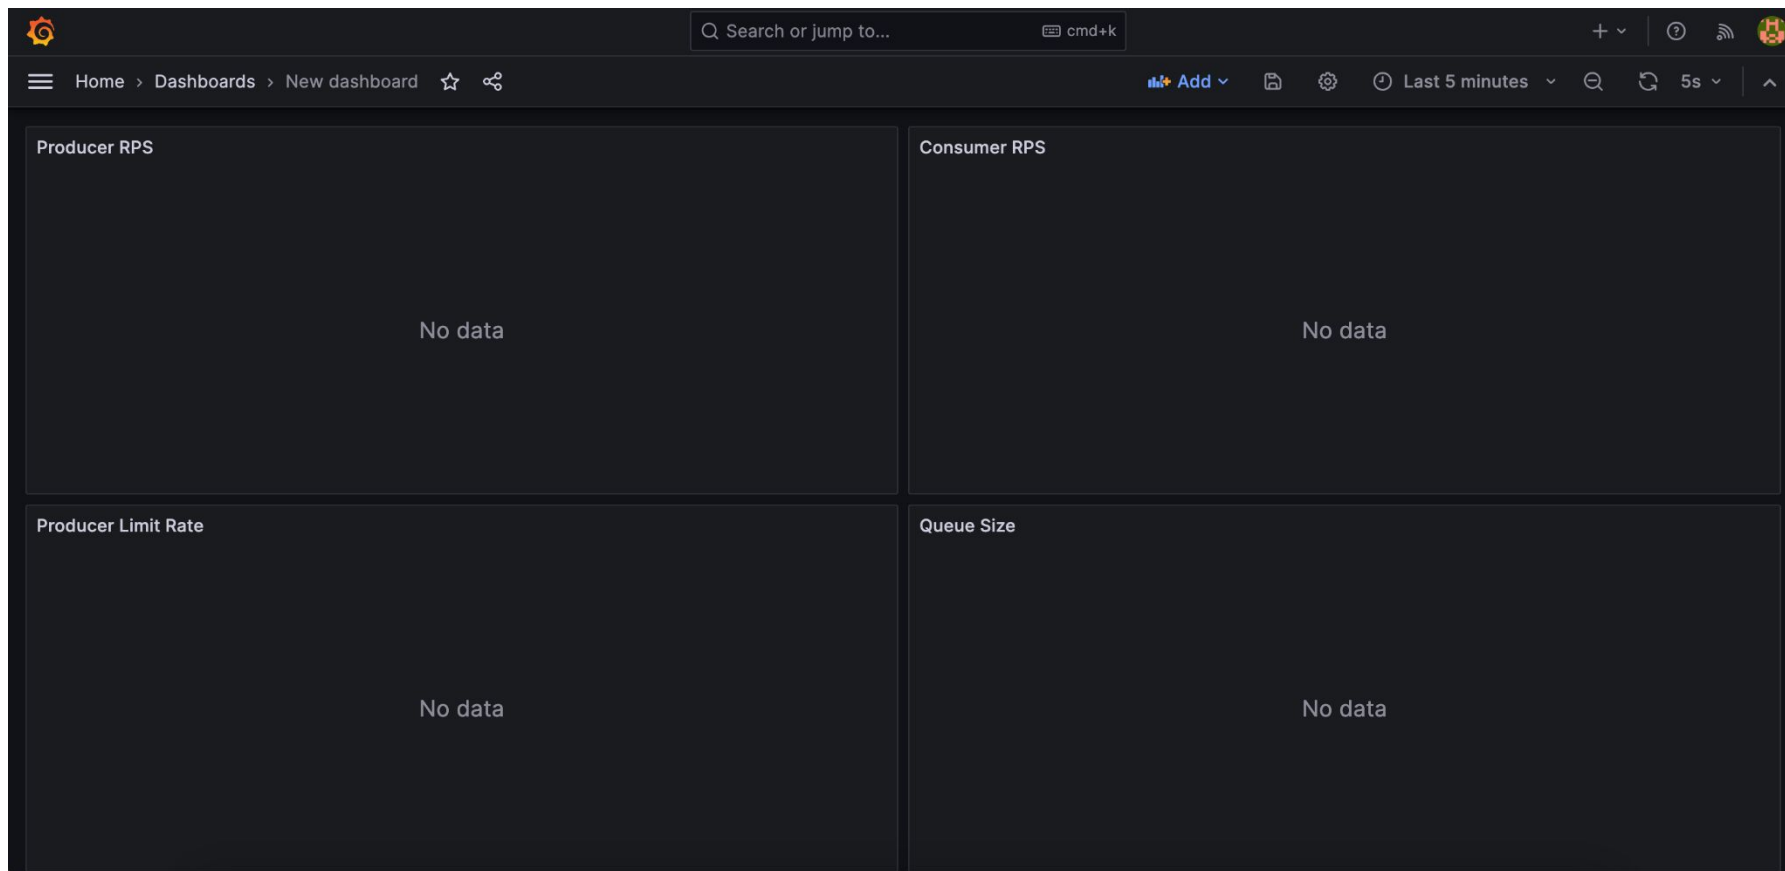 Search or jump to... cmd+k
Home › Dashboards › New dashboard Add Last 5 minutes 5s
Producer RPS
No data
Consumer RPS
No data
Producer Limit Rate
No data
Queue Size
No data